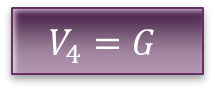 V₄ = G